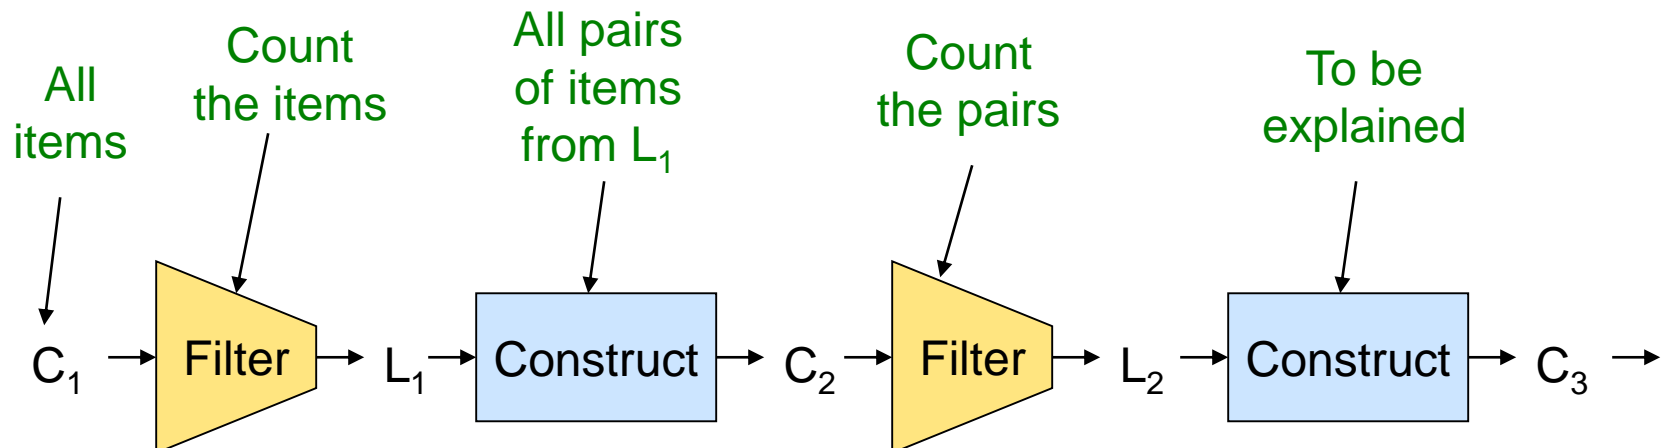 All
items
Count
the items
All pairs
of items
from L₁
Count
the pairs
To be
explained
C₁
Filter
L₁
Construct
C₂
Filter
L₂
Construct
C₃